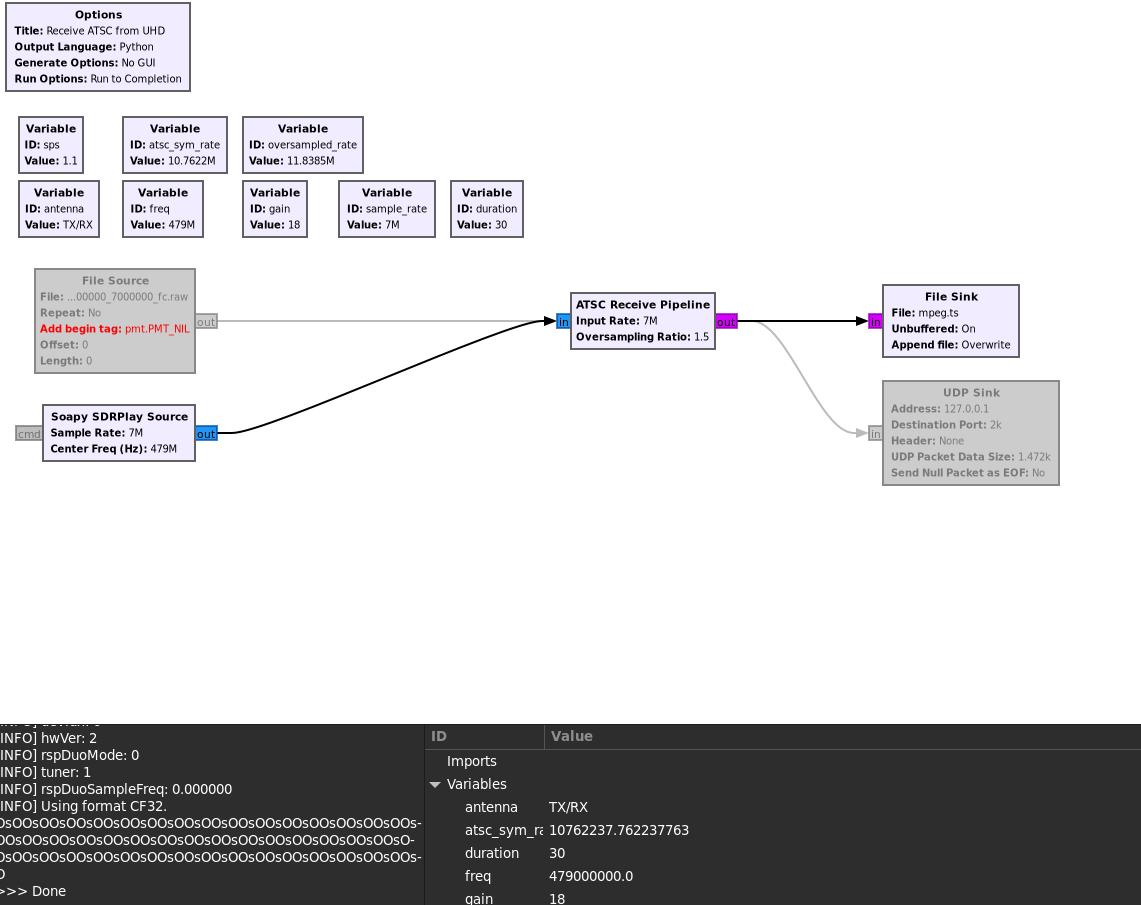 Options
Title: Receive ATSC from UHD
Output Language: Python
Generate Options: No GUI
Run Options: Run to Completion
Variable
ID: sps
Value: 1.1
Variable
ID: atsc_sym_rate
Value: 10.7622M
Variable
ID: oversampled_rate
Value: 11.8385M
Variable
ID: antenna
Value: TX/RX
Variable
ID: freq
Value: 479M
Variable
ID: gain
Value: 18
Variable
ID: sample_rate
Value: 7M
Variable
ID: duration
Value: 30
File Source
File: ...00000_7000000_fc.raw
Repeat: No
Add begin tag: pmt.PMT_NIL
Offset: 0
Length: 0
out
cmd
Soapy SDRPlay Source
Sample Rate: 7M
Center Freq (Hz): 479M
out
in
ATSC Receive Pipeline
Input Rate: 7M
Oversampling Ratio: 1.5
out
in
File Sink
File: mpeg.ts
Unbuffered: On
Append file: Overwrite
in
UDP Sink
Address: 127.0.0.1
Destination Port: 2k
Header: None
UDP Packet Data Size: 1.472k
Send Null Packet as EOF: No
INFO] hwVer: 2
INFO] rspDuoMode: 0
INFO] tuner: 1
INFO] rspDuoSampleFreq: 0.000000
INFO] Using format CF32.
OsOOsOOsOOsOOsOOsOOsOOsOOsOOsOOsOOsOOsOOsOOsOOs-
OOsOOsOOsOOsOOsOOsOOsOOsOOsOOsOOsOOsOOsOOsOOsO-
OsOOsOOsOOsOOsOOsOOsOOsOOsOOsOOsOOsOOsOOsOOsOOs-
O
>>> Done
ID Value
Imports
Variables
antenna TX/RX
atsc_sym_ra 10762237.762237763
duration 30
freq 479000000.0
gain 18